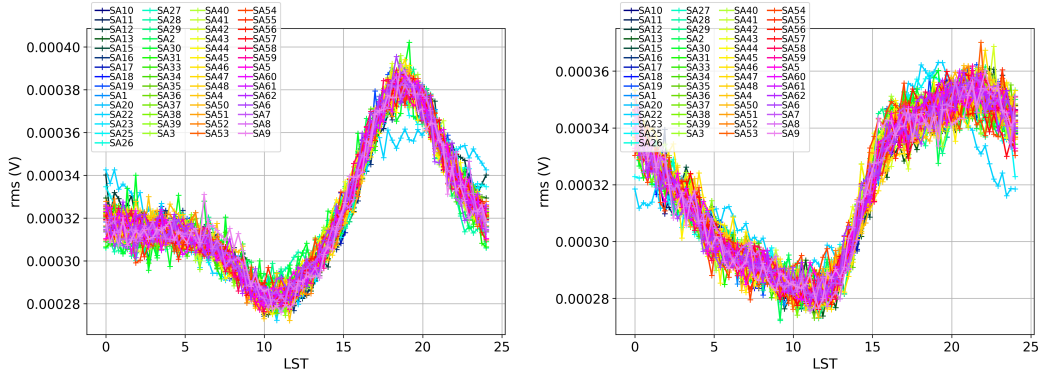 SA10 SA27 SA40 SA54
SA11 SA28 SA41 SA55
SA12 SA29 SA42 SA56
SA13 SA2 SA43 SA57
SA15 SA30 SA44 SA58
SA16 SA31 SA45 SA59
SA17 SA33 SA46 SA5
SA18 SA34 SA47 SA60
SA19 SA35 SA48 SA61
SA1 SA36 SA4 SA62
SA20 SA37 SA50 SA6
SA22 SA38 SA51 SA7
SA23 SA39 SA52 SA8
SA25 SA3 SA53 SA9
SA26
0.00040
0.00038
0.00036
0.00034
0.00032
0.00030
0.00028
rms (V)
0 5 10 15 20 25
LST
SA10 SA27 SA40 SA54
SA11 SA28 SA41 SA55
SA12 SA29 SA42 SA56
SA13 SA2 SA43 SA57
SA15 SA30 SA44 SA58
SA16 SA31 SA45 SA59
SA17 SA33 SA46 SA5
SA18 SA34 SA47 SA60
SA19 SA35 SA48 SA61
SA1 SA36 SA4 SA62
SA20 SA37 SA50 SA6
SA22 SA38 SA51 SA7
SA23 SA39 SA52 SA8
SA25 SA3 SA53 SA9
SA26
0.00036
0.00034
0.00032
0.00030
0.00028
rms (V)
0 5 10 15 20 25
LST